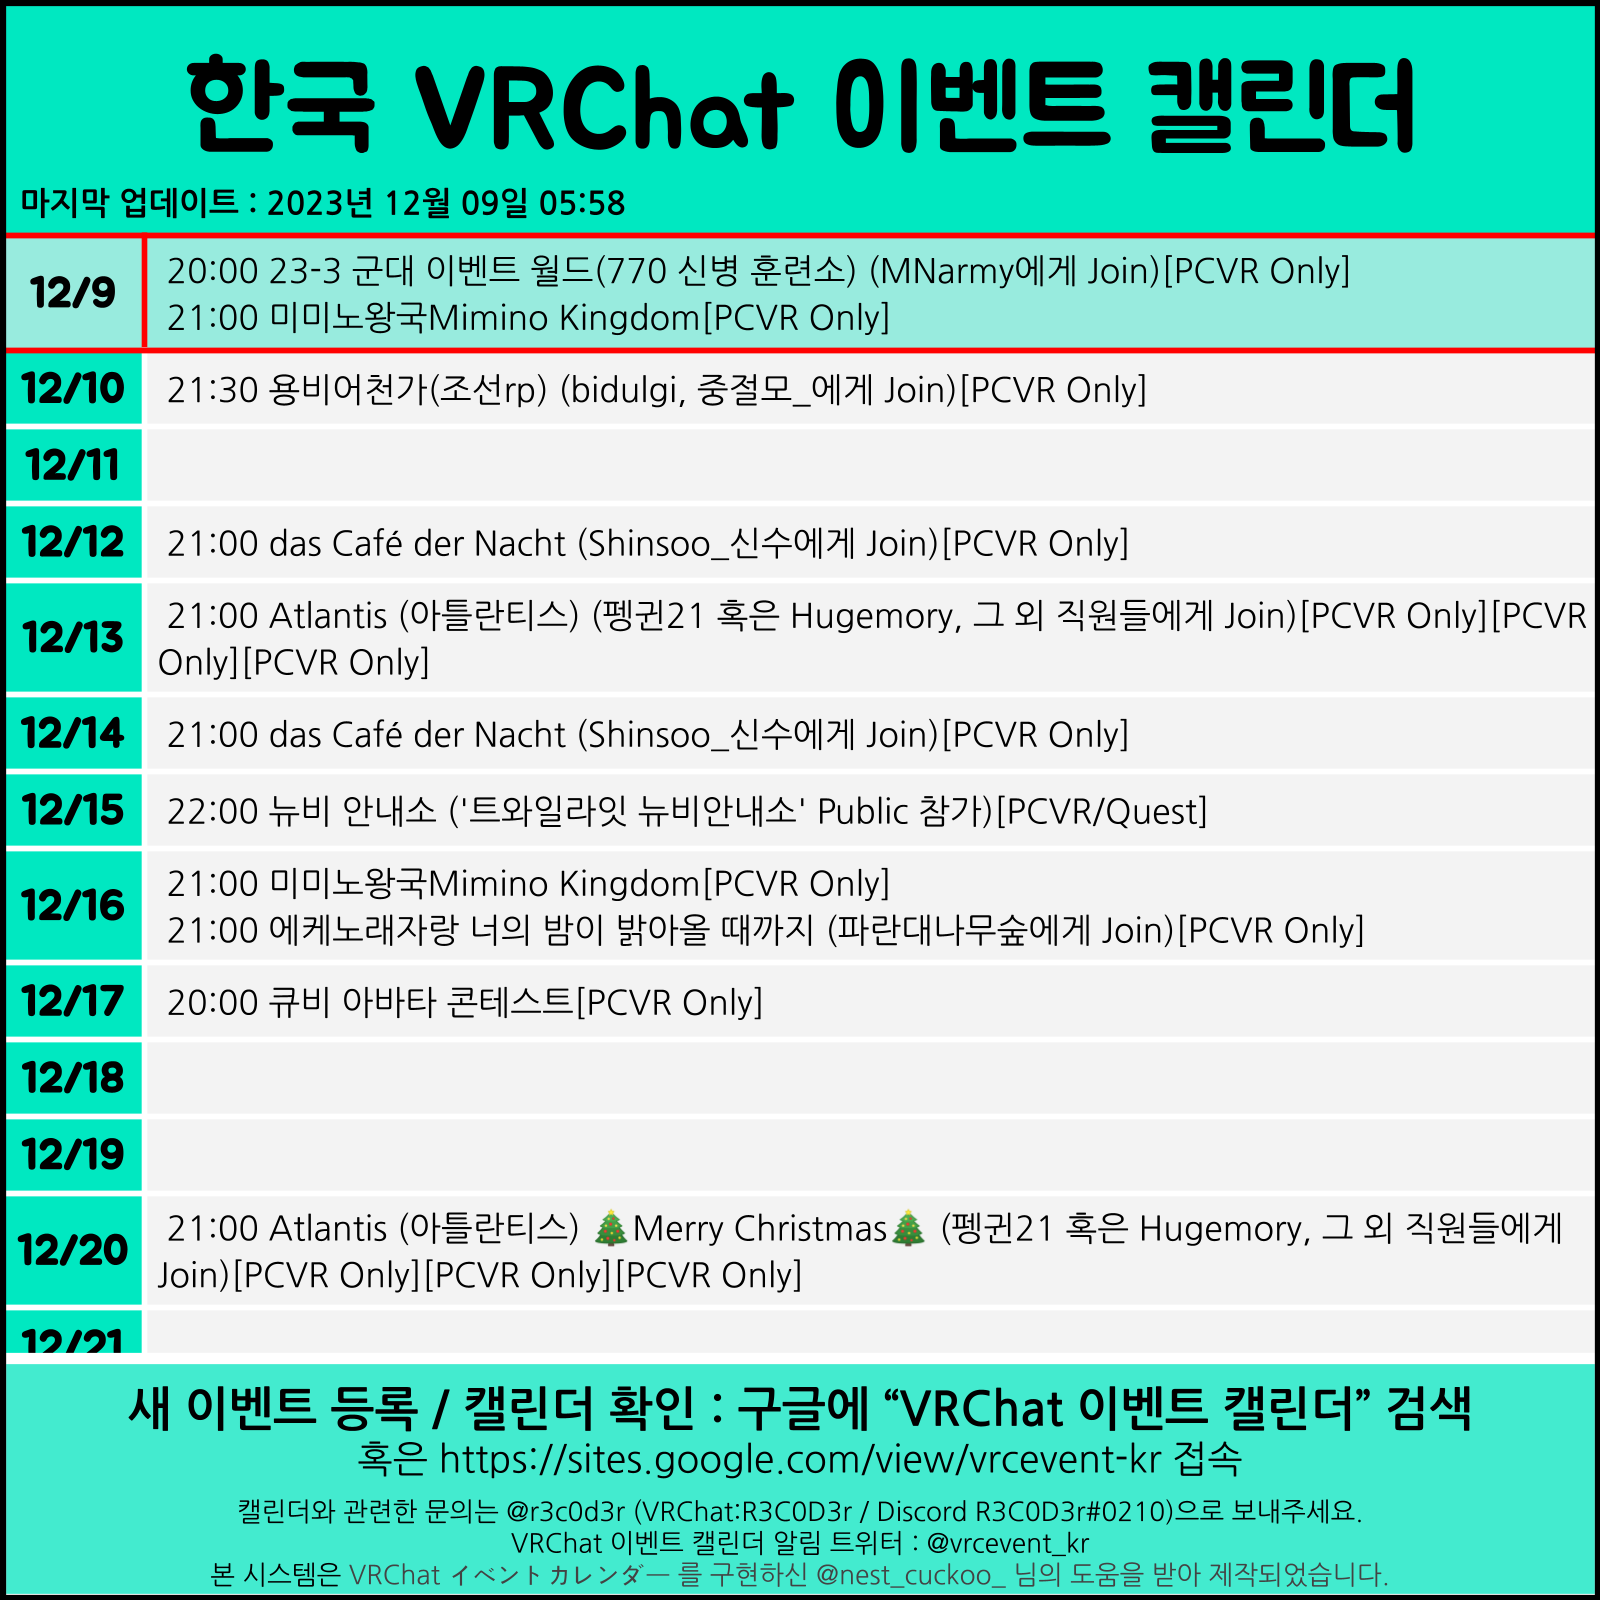 한국 VRChat 이벤트 캘린더
마지막 업데이트 : 2023년 12월 09일 05:58
12/9
20:00 23-3 군대 이벤트 월드(770 신병 훈련소) (MNarmy에게 Join)[PCVR Only]
21:00 미미노왕국Mimino Kingdom[PCVR Only]
12/10
21:30 용비어천가(조선rp) (bidulgi, 중절모_에게 Join)[PCVR Only]
12/11
12/12
21:00 das Café der Nacht (Shinsoo_신수에게 Join)[PCVR Only]
12/13
21:00 Atlantis (아틀란티스) (펭귄21 혹은 Hugemory, 그 외 직원들에게 Join)[PCVR Only][PCVR
Only][PCVR Only]
12/14
21:00 das Café der Nacht (Shinsoo_신수에게 Join)[PCVR Only]
12/15
22:00 뉴비 안내소 ('트와일라잇 뉴비안내소' Public 참가)[PCVR/Quest]
12/16
21:00 미미노왕국Mimino Kingdom[PCVR Only]
21:00 에케노래자랑 너의 밤이 밝아올 때까지 (파란대나무숲에게 Join)[PCVR Only]
12/17
20:00 큐비 아바타 콘테스트[PCVR Only]
12/18
12/19
12/20
21:00 Atlantis (아틀란티스) 🎄Merry Christmas🎄 (펭귄21 혹은 Hugemory, 그 외 직원들에게
Join)[PCVR Only][PCVR Only][PCVR Only]
12/21
새 이벤트 등록 / 캘린더 확인 : 구글에 “VRChat 이벤트 캘린더” 검색
혹은 https://sites.google.com/view/vrcevent-kr 접속
캘린더와 관련한 문의는 @r3c0d3r (VRChat:R3C0D3r / Discord R3C0D3r#0210)으로 보내주세요.
VRChat 이벤트 캘린더 알림 트위터 : @vrcevent_kr
본 시스템은 VRChat イベントカレンダー 를 구현하신 @nest_cuckoo_ 님의 도움을 받아 제작되었습니다.